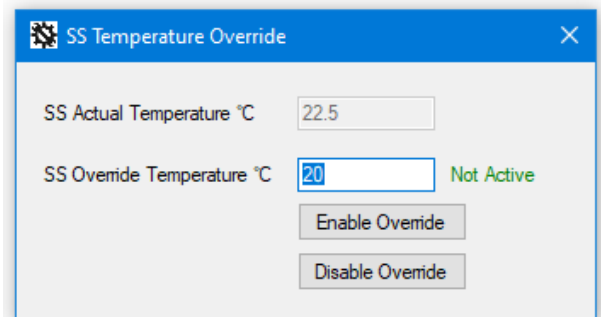 SS Temperature Override
SS Actual Temperature °C 22.5
SS Override Temperature °C 20 Not Active
Enable Override
Disable Override